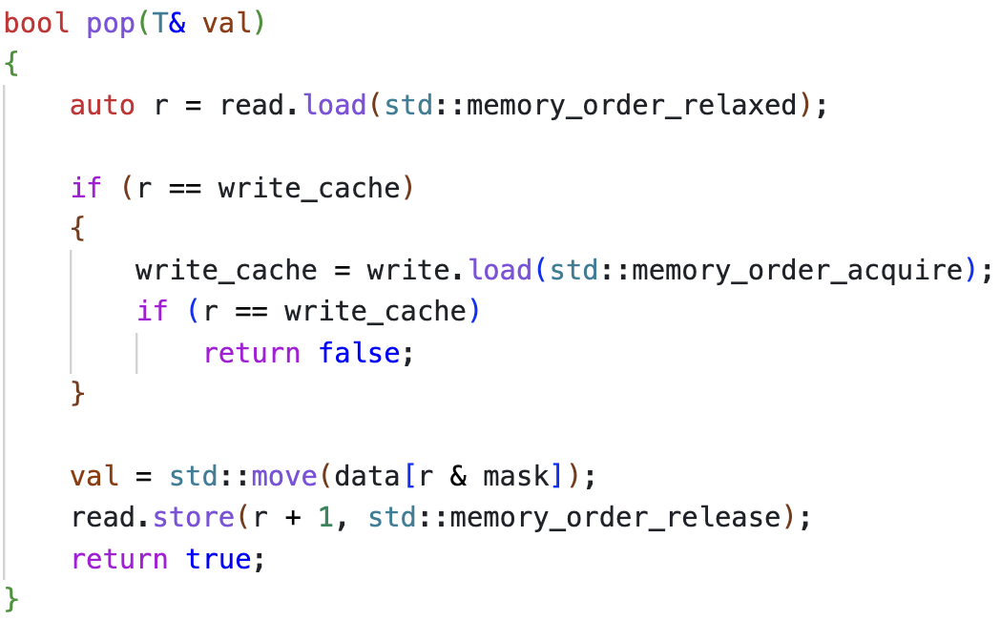 bool pop(T& val)
{
    auto r = read.load(std::memory_order_relaxed);

    if (r == write_cache)
    {
        write_cache = write.load(std::memory_order_acquire);
        if (r == write_cache)
            return false;
    }

    val = std::move(data[r & mask]);
    read.store(r + 1, std::memory_order_release);
    return true;
}